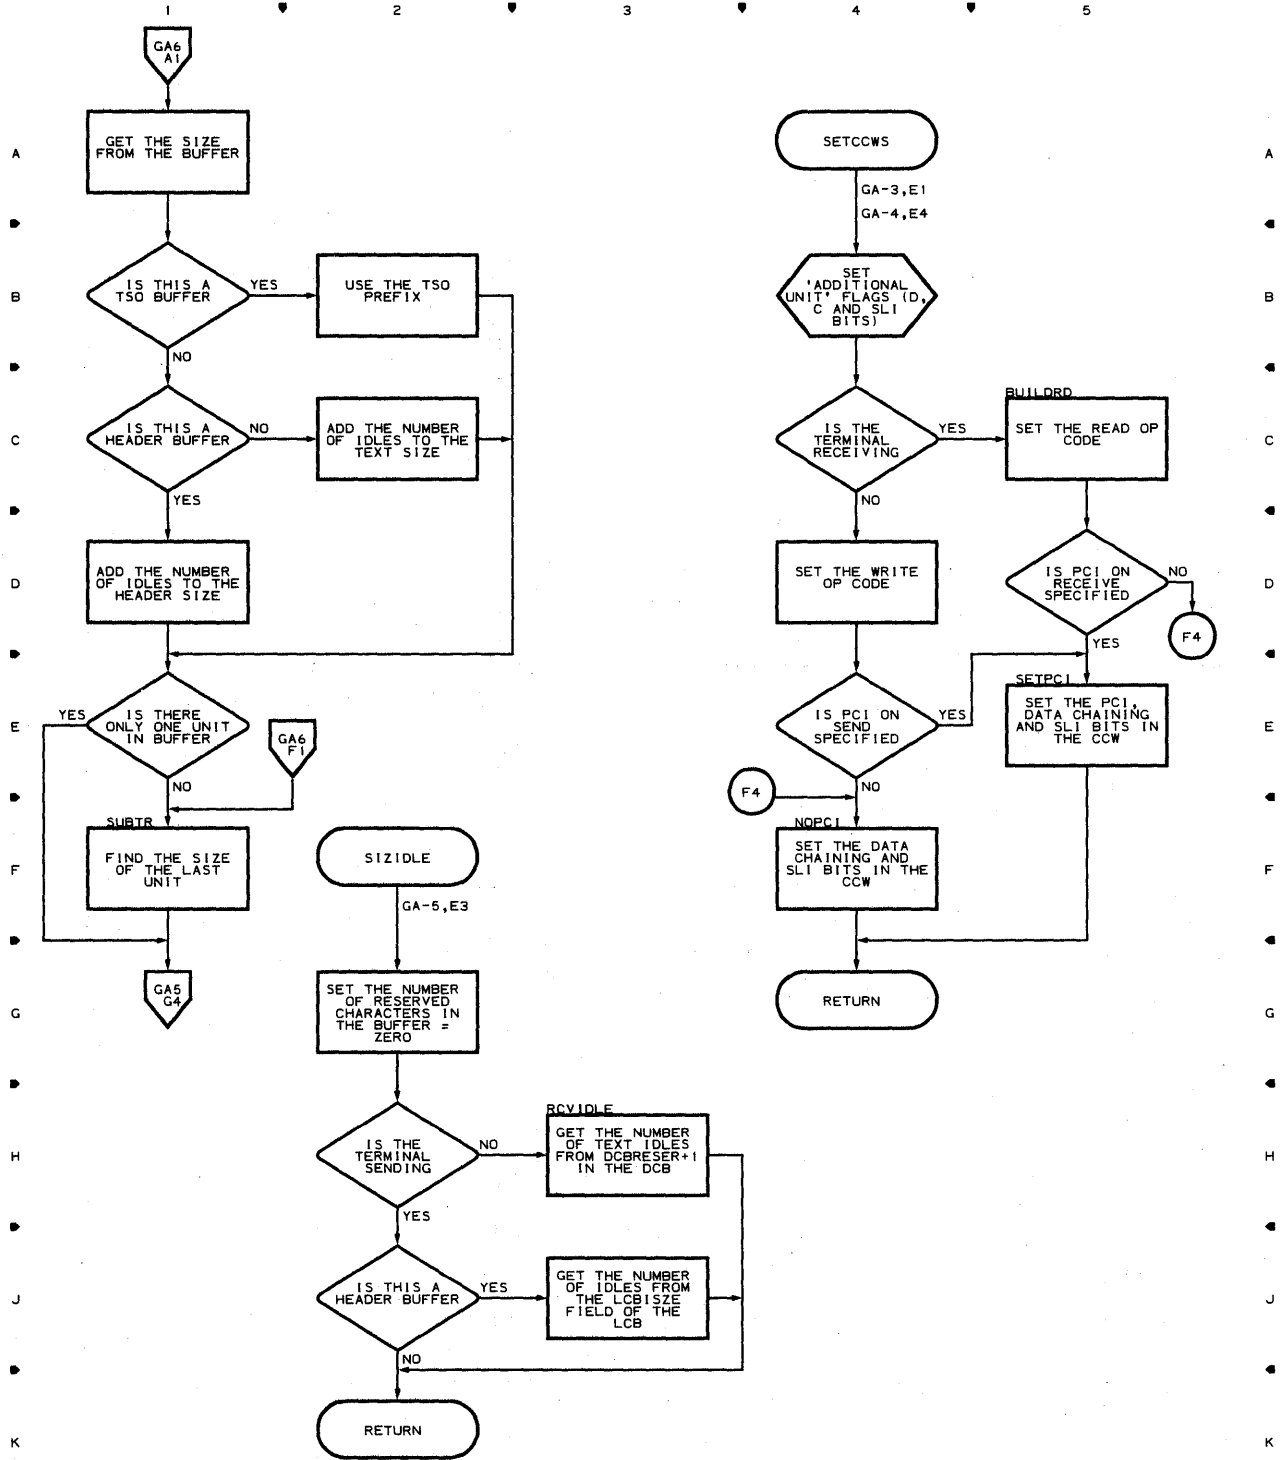 1 2 3 4 5
GA6
A1
GET THE SIZE
FROM THE BUFFER
A
IS THIS A
TSO BUFFER
YES
NO
USE THE TSO
PREFIX
B
IS THIS A
HEADER BUFFER
NO
YES
ADD THE NUMBER
OF IDLES TO THE
TEXT SIZE
C
ADD THE NUMBER
OF IDLES TO THE
HEADER SIZE
D
IS THERE
ONLY ONE UNIT
IN BUFFER
YES
NO
GA6
F1
E
SUBTR
FIND THE SIZE
OF THE LAST
UNIT
F
GA5
G4
G
SIZIDLE
GA-5,E3
SET THE NUMBER
OF RESERVED
CHARACTERS IN
THE BUFFER =
ZERO
IS THE
TERMINAL
SENDING
NO
YES
RCVIDLE
GET THE NUMBER
OF TEXT IDLES
FROM DCBRESER+1
IN THE DCB
H
IS THIS A
HEADER BUFFER
YES
NO
GET THE NUMBER
OF IDLES FROM
THE LCBISZE
FIELD OF THE
LCB
J
RETURN
K
SETCCWS
GA-3,E1
GA-4,E4
A
SET
'ADDITIONAL
UNIT' FLAGS (D,
C AND SLI
BITS)
B
IS THE
TERMINAL
RECEIVING
YES
NO
BUILDRD
SET THE READ OP
CODE
C
SET THE WRITE
OP CODE
IS PCI ON
RECEIVE
SPECIFIED
NO
YES
F4
D
IS PCI ON
SEND
SPECIFIED
YES
NO
SETPCI
SET THE PCI,
DATA CHAINING
AND SLI BITS IN
THE CCW
E
F4
NOPCI
SET THE DATA
CHAINING AND
SLI BITS IN THE
CCW
F
RETURN
G
H
J
K